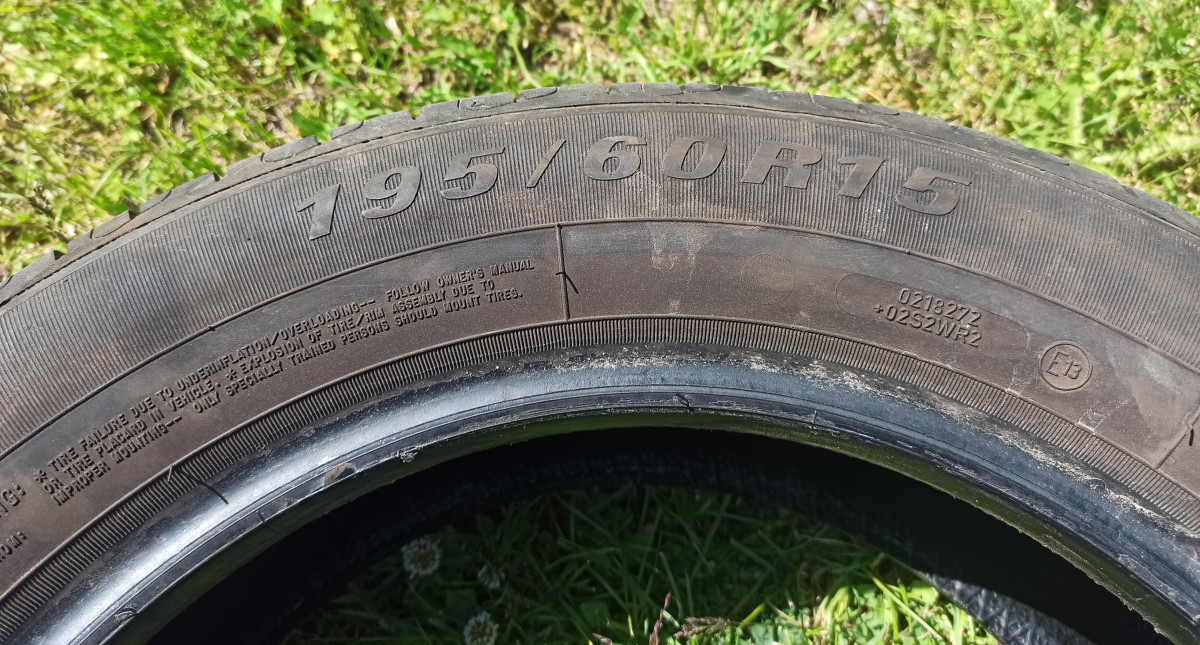 195/60R15
* TIRE FAILURE DUE TO UNDERINFLATION/OVERLOADING-- FOLLOW OWNER'S MANUAL
OR TIRE PLACARD IN VEHICLE. * EXPLOSION OF TIRE/RIM ASSEMBLY DUE TO
IMPROPER MOUNTING-- ONLY SPECIALLY TRAINED PERSONS SHOULD MOUNT TIRES.
0218272
+02S2WR2
E13